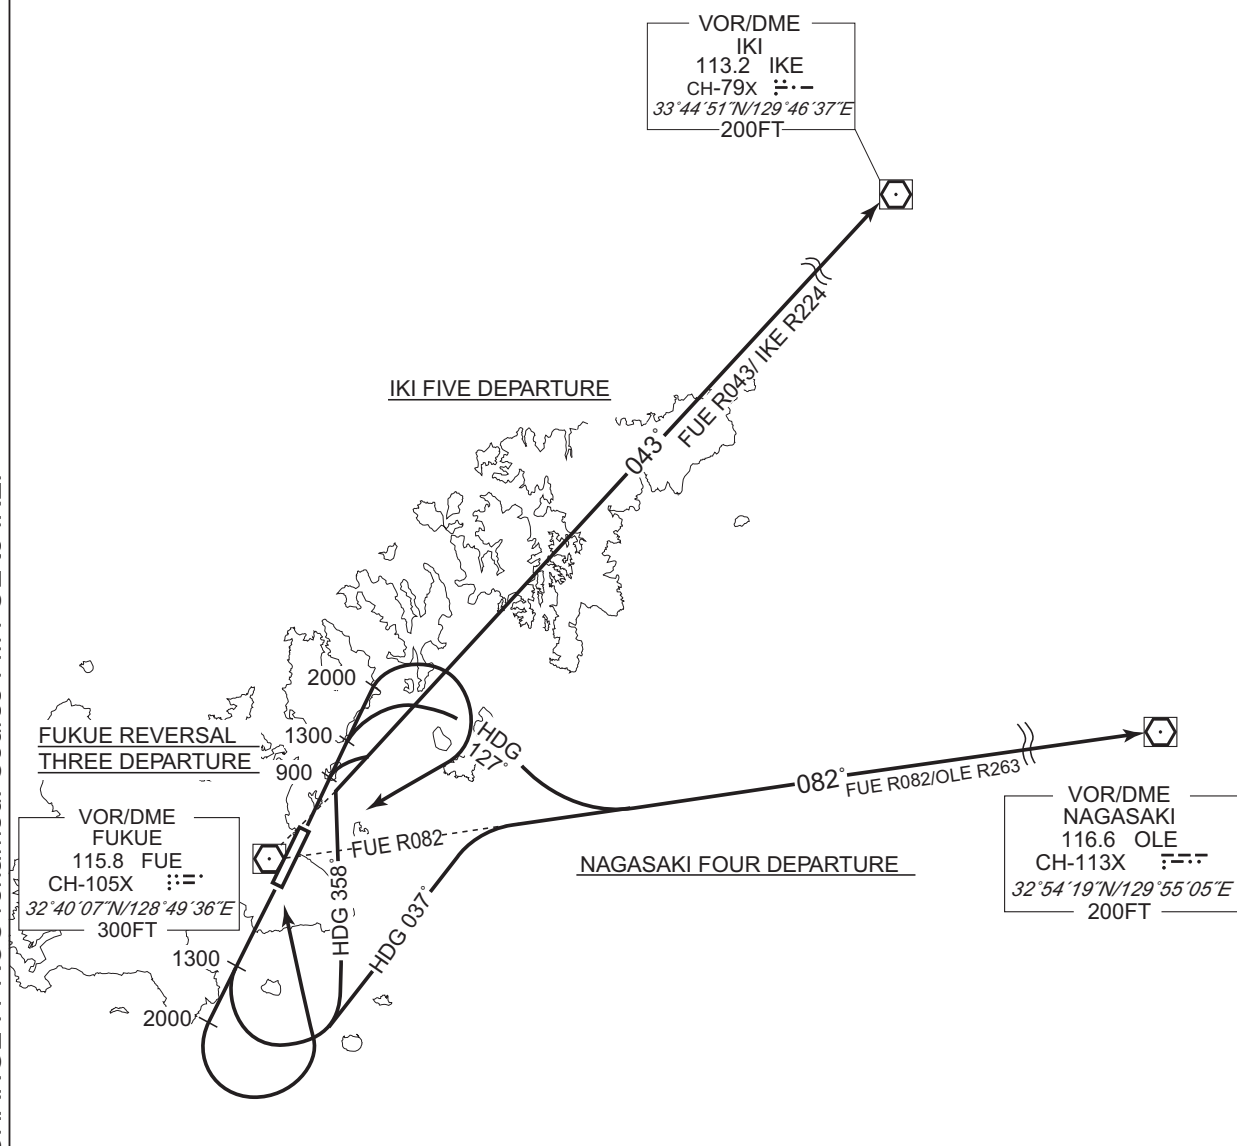 VOR/DME
IKI
113.2 IKE
CH-79X
33°44′51″N/129°46′37″E
200FT
FUE R043/ IKE R224
043°
IKI FIVE DEPARTURE
2000
1300
900
HDG
127°
FUKUE REVERSAL
THREE DEPARTURE
082°
FUE R082/OLE R263
VOR/DME
NAGASAKI
116.6 OLE
CH-113X
32°54′19″N/129°55′05″E
200FT
VOR/DME
FUKUE
115.8 FUE
CH-105X
32°40′07″N/128°49′36″E
300FT
FUE R082
NAGASAKI FOUR DEPARTURE
HDG 358°
HDG 037°
1300
2000